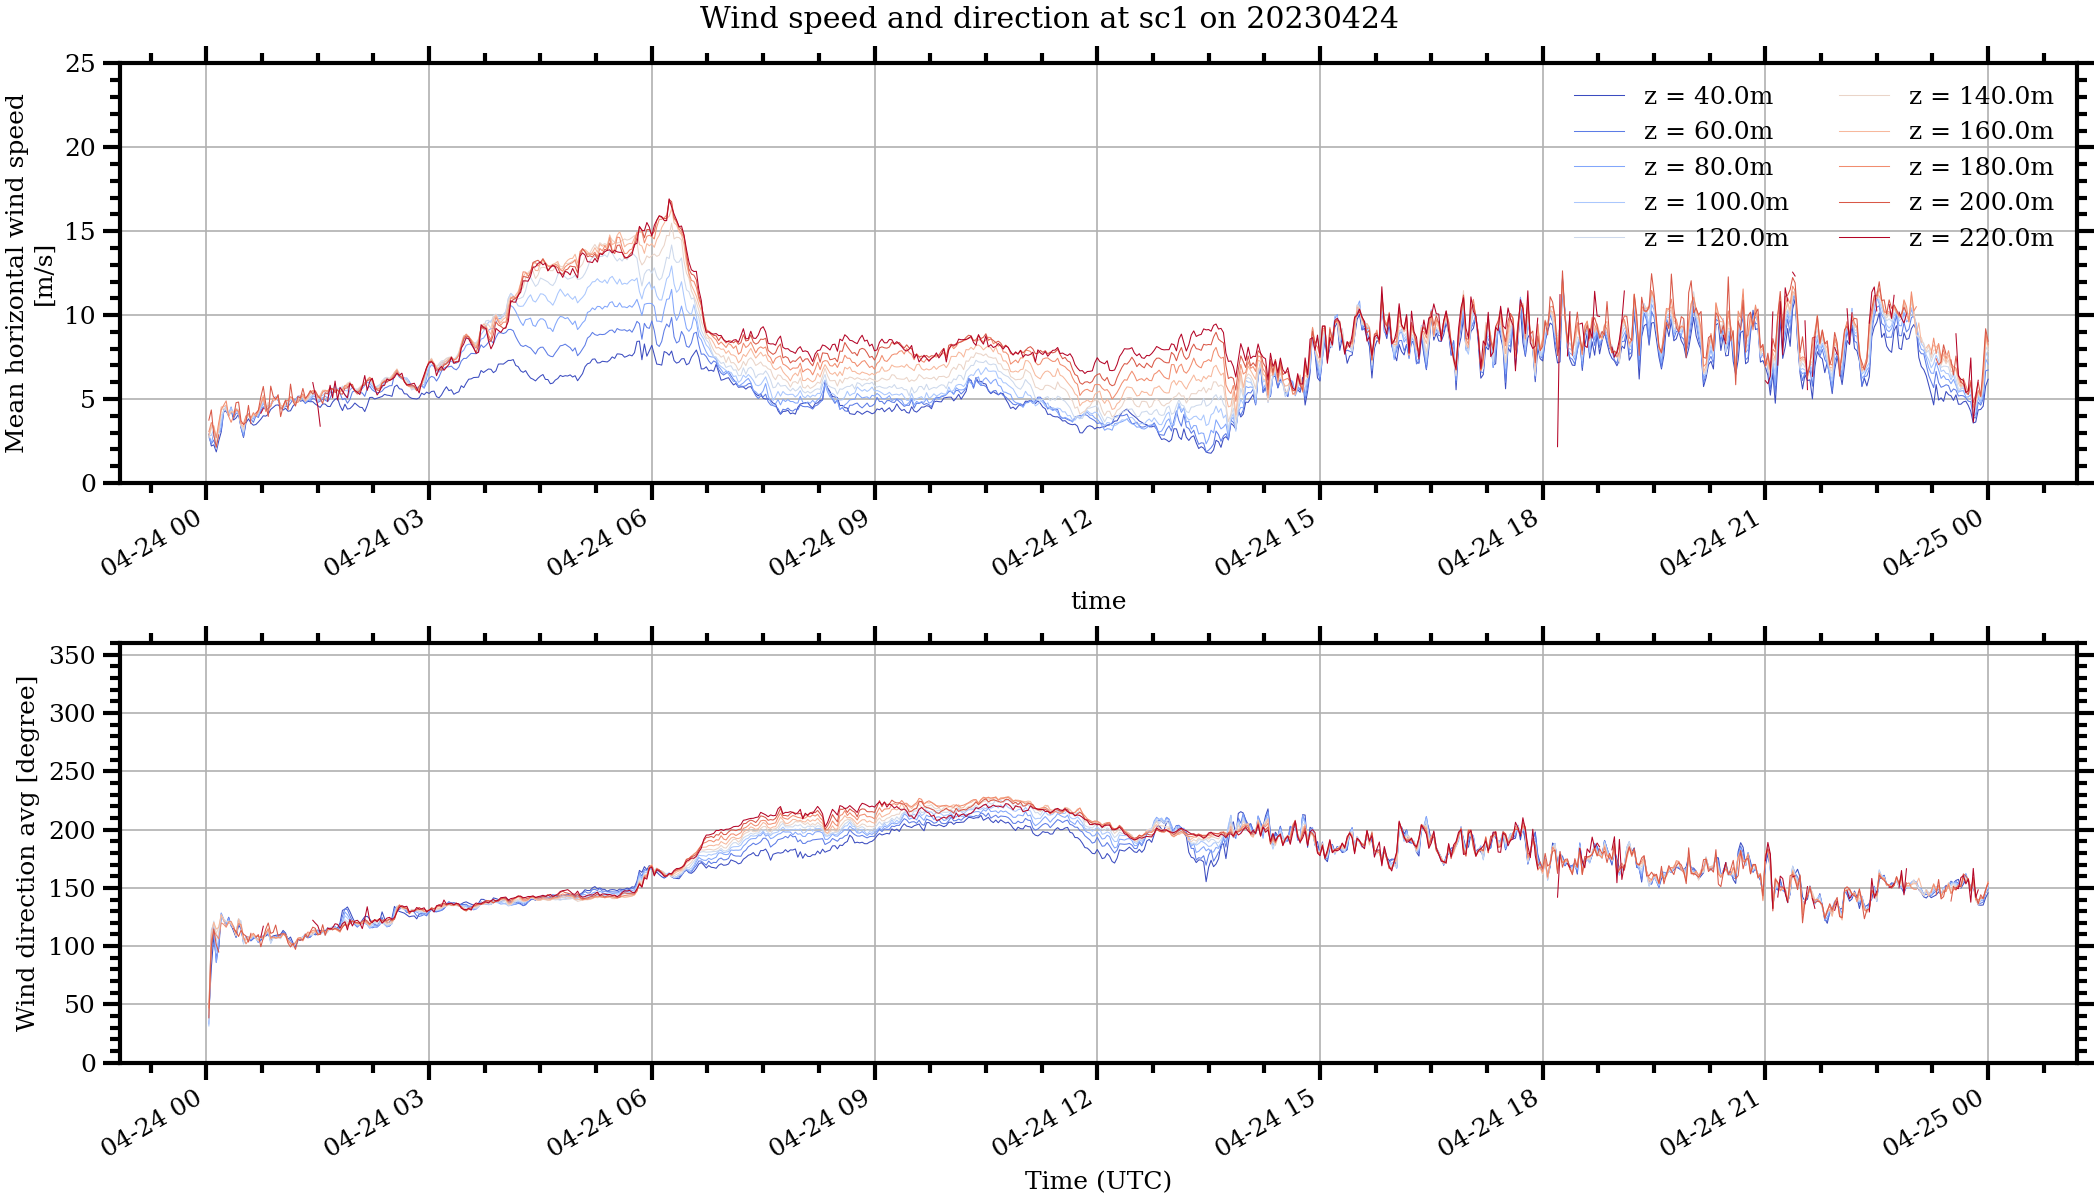 Wind speed and direction at sc1 on 20230424
Mean horizontal wind speed
[m/s]
25
20
15
10
5
0
z = 40.0m
z = 60.0m
z = 80.0m
z = 100.0m
z = 120.0m
z = 140.0m
z = 160.0m
z = 180.0m
z = 200.0m
z = 220.0m
04-24 00
04-24 03
04-24 06
04-24 09
04-24 12
04-24 15
04-24 18
04-24 21
04-25 00
time
Wind direction avg [degree]
350
300
250
200
150
100
50
0
04-24 00
04-24 03
04-24 06
04-24 09
04-24 12
04-24 15
04-24 18
04-24 21
04-25 00
Time (UTC)